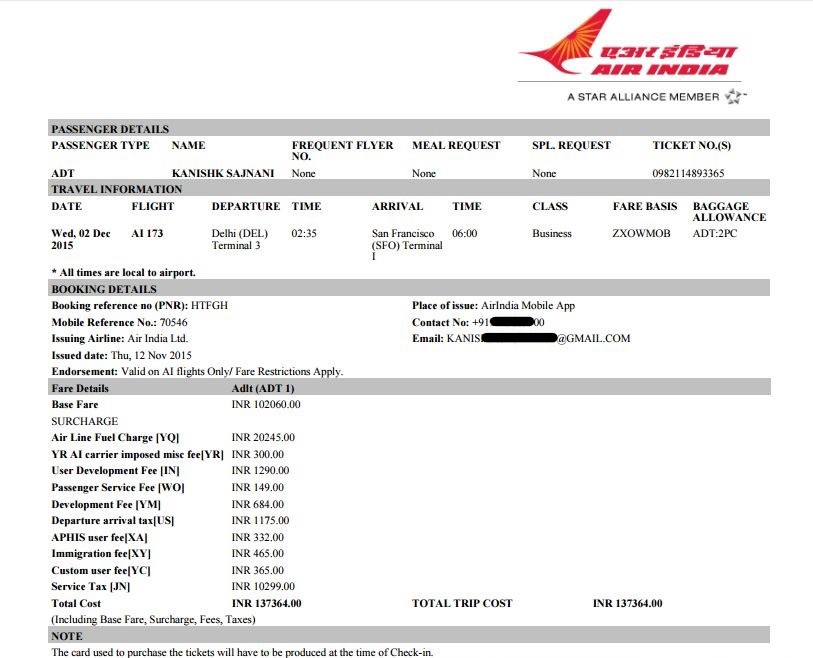 एअर इंडिया
AIR INDIA
A STAR ALLIANCE MEMBER
PASSENGER DETAILS
PASSENGER TYPE NAME FREQUENT FLYER NO. MEAL REQUEST SPL. REQUEST TICKET NO.(S)
ADT KANISHK SAJNANI None None None 0982114893365
TRAVEL INFORMATION
DATE FLIGHT DEPARTURE TIME ARRIVAL TIME CLASS FARE BASIS BAGGAGE ALLOWANCE
Wed, 02 Dec 2015 AI 173 Delhi (DEL) Terminal 3 02:35 San Francisco (SFO) Terminal I 06:00 Business ZXOWMOB ADT:2PC
* All times are local to airport.
BOOKING DETAILS
Booking reference no (PNR): HTFGH Place of issue: AirIndia Mobile App
Mobile Reference No.: 70546 Contact No: +91 00
Issuing Airline: Air India Ltd. Email: KANIS @GMAIL.COM
Issued date: Thu, 12 Nov 2015
Endorsement: Valid on AI flights Only/ Fare Restrictions Apply.
Fare Details Adlt (ADT 1)
Base Fare INR 102060.00
SURCHARGE
Air Line Fuel Charge [YQ] INR 20245.00
YR AI carrier imposed misc fee[YR] INR 300.00
User Development Fee [IN] INR 1290.00
Passenger Service Fee [WO] INR 149.00
Development Fee [YM] INR 684.00
Departure arrival tax[US] INR 1175.00
APHIS user fee[XA] INR 332.00
Immigration fee[XY] INR 465.00
Custom user fee[YC] INR 365.00
Service Tax [JN] INR 10299.00
Total Cost INR 137364.00 TOTAL TRIP COST INR 137364.00
(Including Base Fare, Surcharge, Fees, Taxes)
NOTE
The card used to purchase the tickets will have to be produced at the time of Check-in.